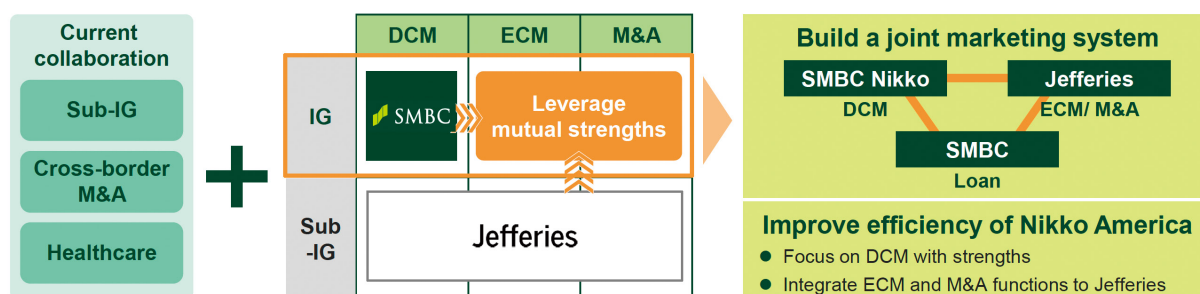 Current
collaboration
Sub-IG
Cross-border
M&A
Healthcare
DCM
ECM
M&A
IG
SMBC
Leverage
mutual strengths
Sub
-IG
Jefferies
Build a joint marketing system
SMBC Nikko
Jefferies
DCM
ECM/ M&A
SMBC
Loan
Improve efficiency of Nikko America
● Focus on DCM with strengths
● Integrate ECM and M&A functions to Jefferies